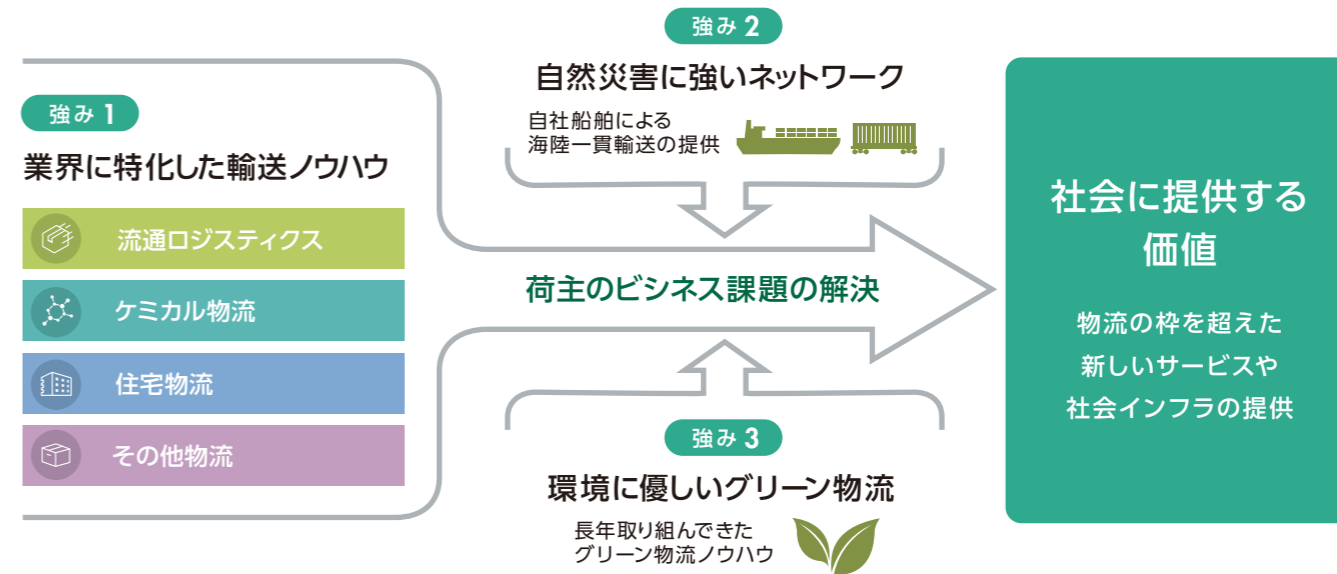 強み 1
業界に特化した輸送ノウハウ
流通ロジスティクス
ケミカル物流
住宅物流
その他物流
強み 2
自然災害に強いネットワーク
自社船舶による
海陸一貫輸送の提供
荷主のビシネス課題の解決
強み 3
環境に優しいグリーン物流
長年取り組んできた
グリーン物流ノウハウ
社会に提供する
価値
物流の枠を超えた
新しいサービスや
社会インフラの提供